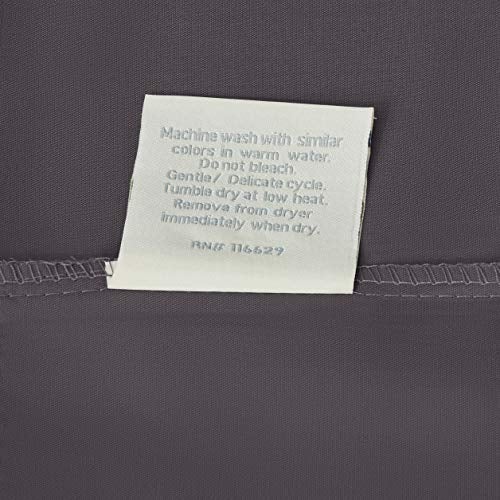 Machine wash with similar
colors in warm water.
Do not bleach.
Gentle/ Delicate cycle.
Tumble dry at low heat.
Remove from dryer
immediately when dry.
RN# 116629